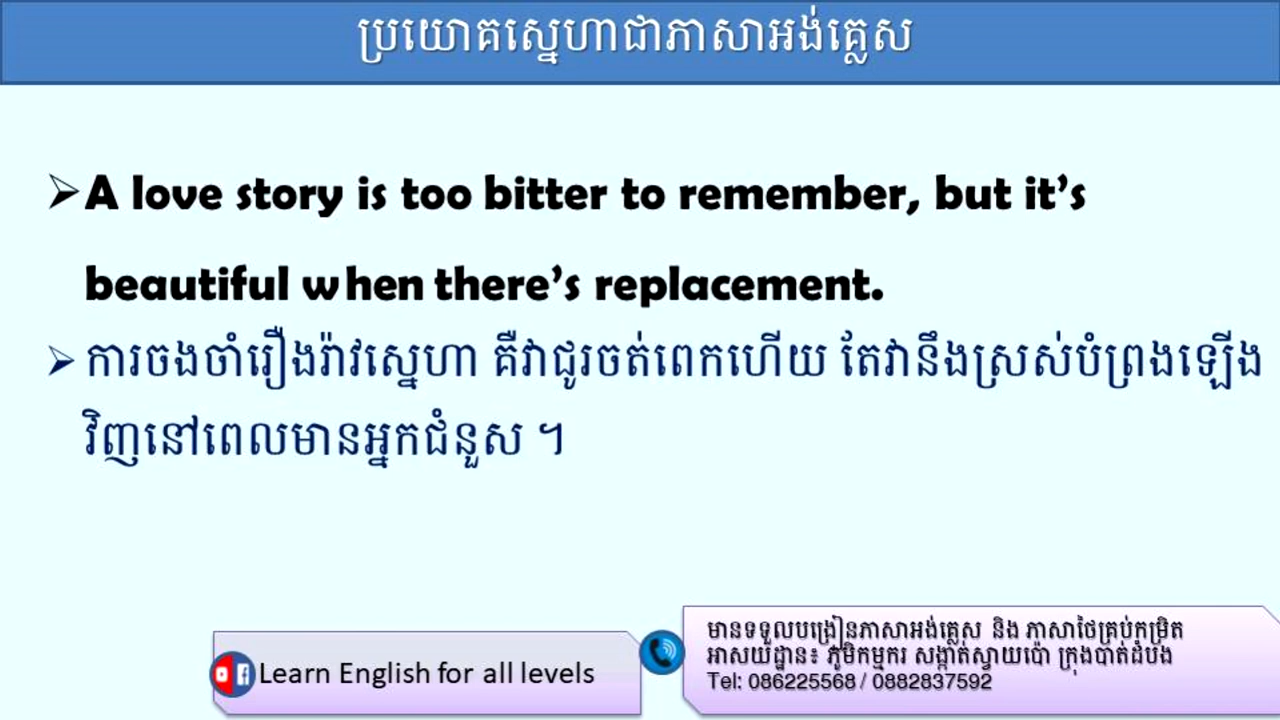 ប្រយោគស្នេហាជាភាសាអង់គ្លេស
➢A love story is too bitter to remember, but it’s
beautiful when there’s replacement.
➢ ការចងចាំរឿងរ៉ាវស្នេហា គឺវាជូរចត់ពេកហើយ តែវានឹងស្រស់បំព្រងឡើង
វិញនៅពេលមានអ្នកជំនួស ។
Learn English for all levels
មានទទួលបង្រៀនភាសាអង់គ្លេស និង ភាសាថៃគ្រប់កម្រិត
អាសយដ្ឋាន៖ ភូមិកម្មករ សង្កាត់ស្វាយប៉ោ ក្រុងបាត់ដំបង
Tel: 086225568 / 0882837592